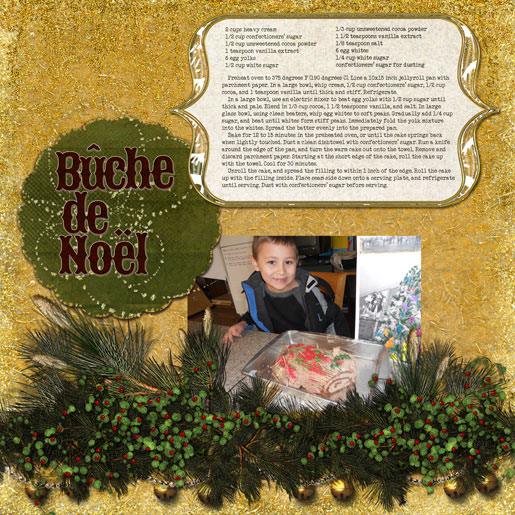 2 cups heavy cream
1/2 cup confectioners' sugar
1/2 cup unsweetened cocoa powder
1 teaspoon vanilla extract
6 egg yolks
1/2 cup white sugar
1/3 cup unsweetened cocoa powder
1 1/2 teaspoons vanilla extract
1/8 teaspoon salt
6 egg whites
1/4 cup white sugar
confectioners' sugar for dusting
Preheat oven to 375 degrees F (190 degrees C). Line a 10x15 inch jellyroll pan with
parchment paper. In a large bowl, whip cream, 1/2 cup confectioners' sugar, 1/2 cup
cocoa, and 1 teaspoon vanilla until thick and stiff. Refrigerate.
In a large bowl, use an electric mixer to beat egg yolks with 1/2 cup sugar until
thick and pale. Blend in 1/3 cup cocoa, 1 1/2 teaspoons vanilla, and salt. In large
glass bowl, using clean beaters, whip egg whites to soft peaks. Gradually add 1/4 cup
sugar, and beat until whites form stiff peaks. Immediately fold the yolk mixture
into the whites. Spread the batter evenly into the prepared pan.
Bake for 12 to 15 minutes in the preheated oven, or until the cake springs back
when lightly touched. Dust a clean dishtowel with confectioners' sugar. Run a knife
around the edge of the pan, and turn the warm cake out onto the towel. Remove and
discard parchment paper. Starting at the short edge of the cake, roll the cake up
with the towel. Cool for 30 minutes.
Unroll the cake, and spread the filling to within 1 inch of the edge. Roll the cake
up with the filling inside. Place seam side down onto a serving plate, and refrigerate
until serving. Dust with confectioners' sugar before serving.
Bûche
de
Noël